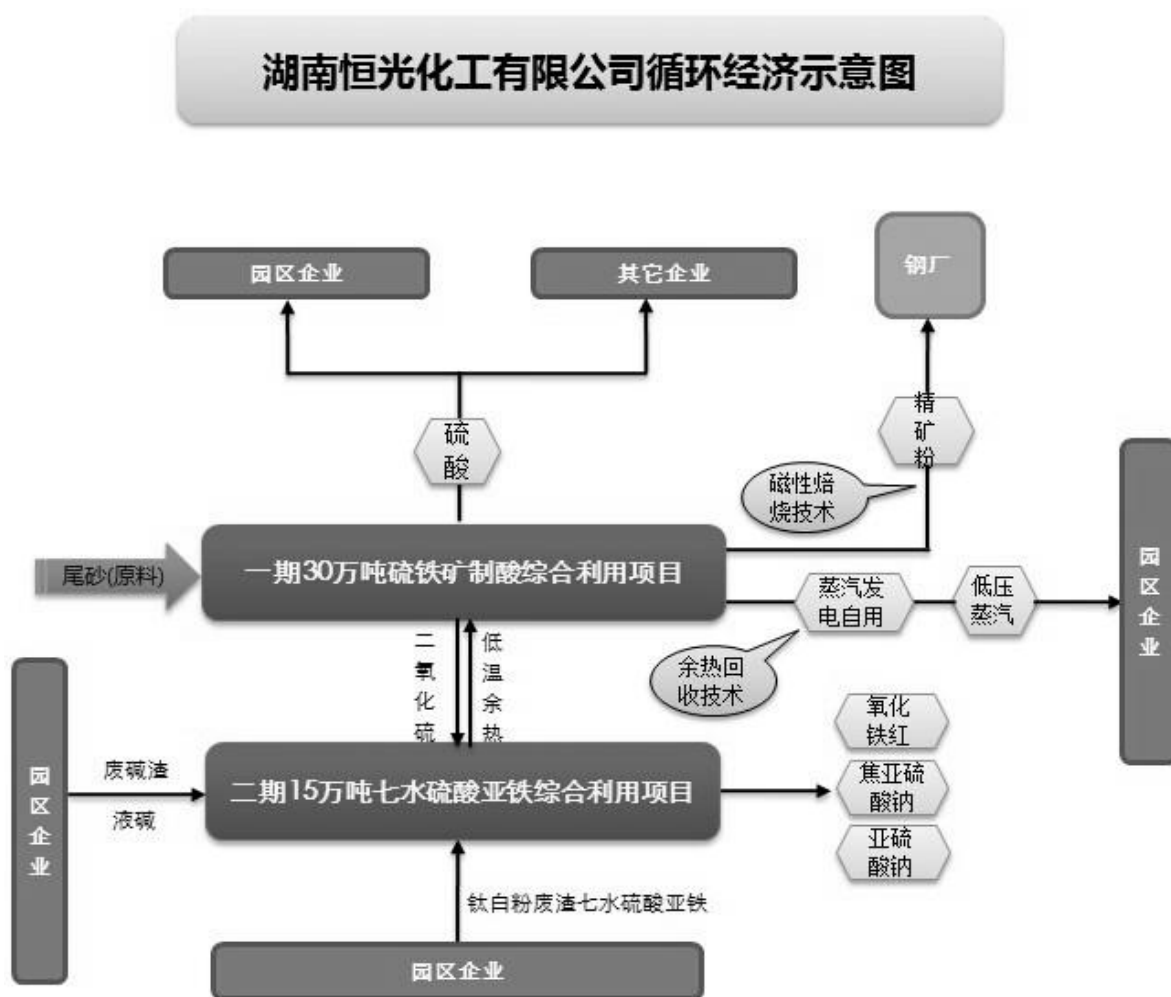 湖南恒光化工有限公司循环经济示意图
园区企业
其它企业
钢厂
硫
酸
精
矿
粉
磁性焙
烧技术
尾砂(原料)
一期30万吨硫铁矿制酸综合利用项目
蒸汽发
电自用
低压
蒸汽
园
区
企
业
余热回
收技术
二
氧
化
硫
低
温
余
热
氧化
铁红
焦亚硫
酸钠
亚硫
酸钠
园
区
企
业
废碱渣
液碱
二期15万吨七水硫酸亚铁综合利用项目
钛白粉废渣七水硫酸亚铁
园区企业